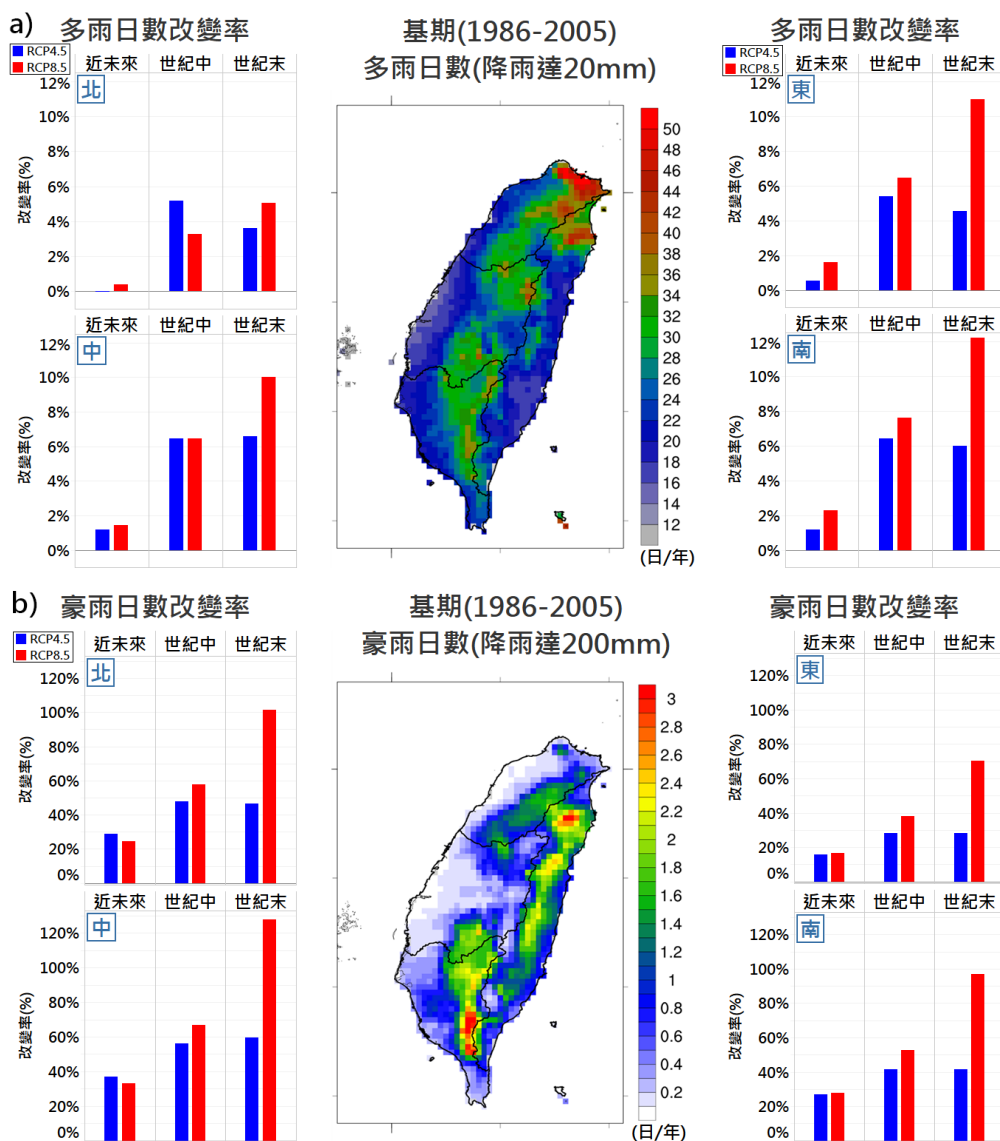 a) 多雨日數改變率
RCP4.5
RCP8.5
近未來 世紀中 世紀末
北
12%
10%
8%
6%
4%
2%
0%
改變率(%)
近未來 世紀中 世紀末
中
12%
10%
8%
6%
4%
2%
0%
改變率(%)
基期(1986-2005)
多雨日數(降雨達20mm)
50
48
46
44
42
40
38
36
34
32
30
28
26
24
22
20
18
16
14
12
(日/年)
多雨日數改變率
RCP4.5
RCP8.5
近未來 世紀中 世紀末
東
12%
10%
8%
6%
4%
2%
0%
改變率(%)
近未來 世紀中 世紀末
南
12%
10%
8%
6%
4%
2%
0%
改變率(%)
b) 豪雨日數改變率
RCP4.5
RCP8.5
近未來 世紀中 世紀末
北
120%
100%
80%
60%
40%
20%
0%
改變率(%)
近未來 世紀中 世紀末
中
120%
100%
80%
60%
40%
20%
0%
改變率(%)
基期(1986-2005)
豪雨日數(降雨達200mm)
3
2.8
2.6
2.4
2.2
2
1.8
1.6
1.4
1.2
1
0.8
0.6
0.4
0.2
(日/年)
豪雨日數改變率
近未來 世紀中 世紀末
東
120%
100%
80%
60%
40%
20%
0%
改變率(%)
近未來 世紀中 世紀末
南
120%
100%
80%
60%
40%
20%
0%
改變率(%)